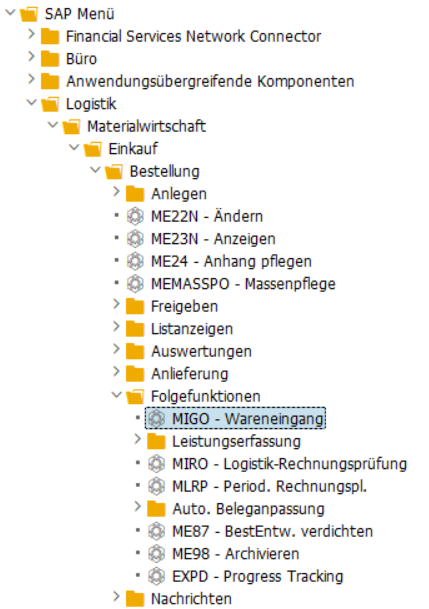 SAP Menü
Financial Services Network Connector
Büro
Anwendungsübergreifende Komponenten
Logistik
Materialwirtschaft
Einkauf
Bestellung
Anlegen
ME22N - Ändern
ME23N - Anzeigen
ME24 - Anhang pflegen
MEMASSPO - Massenpflege
Freigeben
Listanzeigen
Auswertungen
Anlieferung
Folgefunktionen
MIGO - Wareneingang
Leistungserfassung
MIRO - Logistik-Rechnungsprüfung
MLRP - Period. Rechnungspl.
Auto. Beleganpassung
ME87 - BestEntw. verdichten
ME98 - Archivieren
EXPD - Progress Tracking
Nachrichten